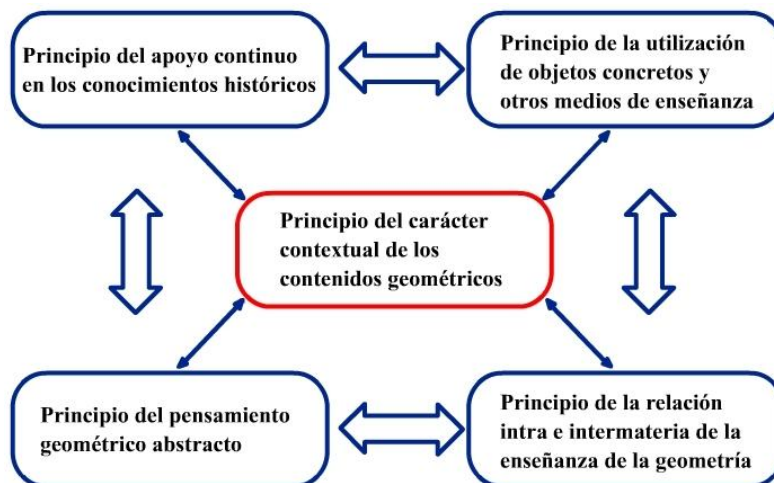 Principio del apoyo continuo
en los conocimientos históricos
Principio de la utilización
de objetos concretos y
otros medios de enseñanza
Principio del carácter
contextual de los
contenidos geométricos
Principio del pensamiento
geométrico abstracto
Principio de la relación
intra e intermateria de la
enseñanza de la geometría